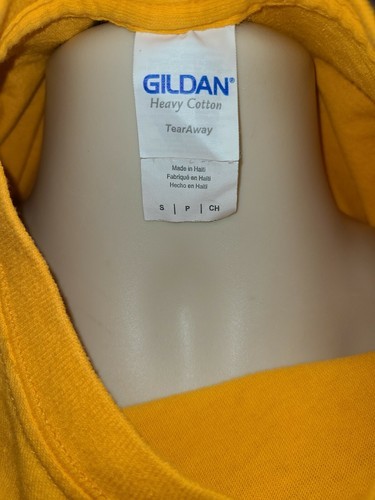 GILDAN®
Heavy Cotton
TearAway
Made in Haiti
Fabriqué en Haïti
Hecho en Haití
S | P | CH